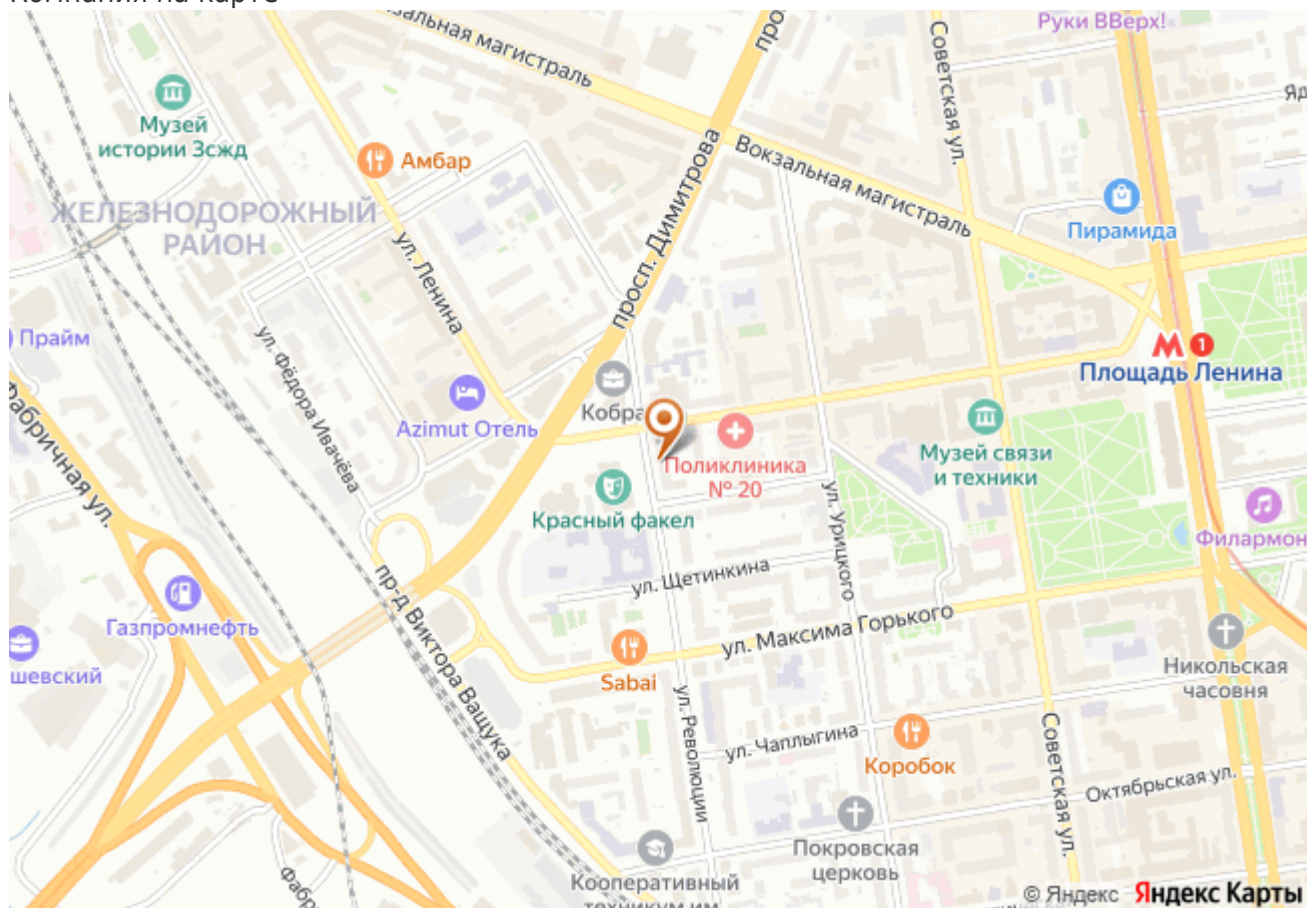 Руки ВВерх!
Вокзальная магистраль
Советская ул.
Музей
истории Зсжд
Амбар
просп. Димитрова
Вокзальная магистраль
ЖЕЛЕЗНОДОРОЖНЫЙ
РАЙОН
Пирамида
ул. Ленина
Прайм
М 1
Площадь Ленина
ул. Фёдора Ивачёва
Azimut Отель
Кобра
Фабричная ул.
Поликлиника
№ 20
Музей связи
и техники
Красный факел
ул. Урицкого
Филармон
ул. Щетинкина
пр-д Виктора Ващука
Газпромнефть
ул. Максима Горького
шевский
Sabai
Никольская
часовня
ул. Революции
ул. Чаплыгина
Коробок
Советская ул.
Октябрьская ул.
Покровская
церковь
Кооперативный
© Яндекс Яндекс Карты